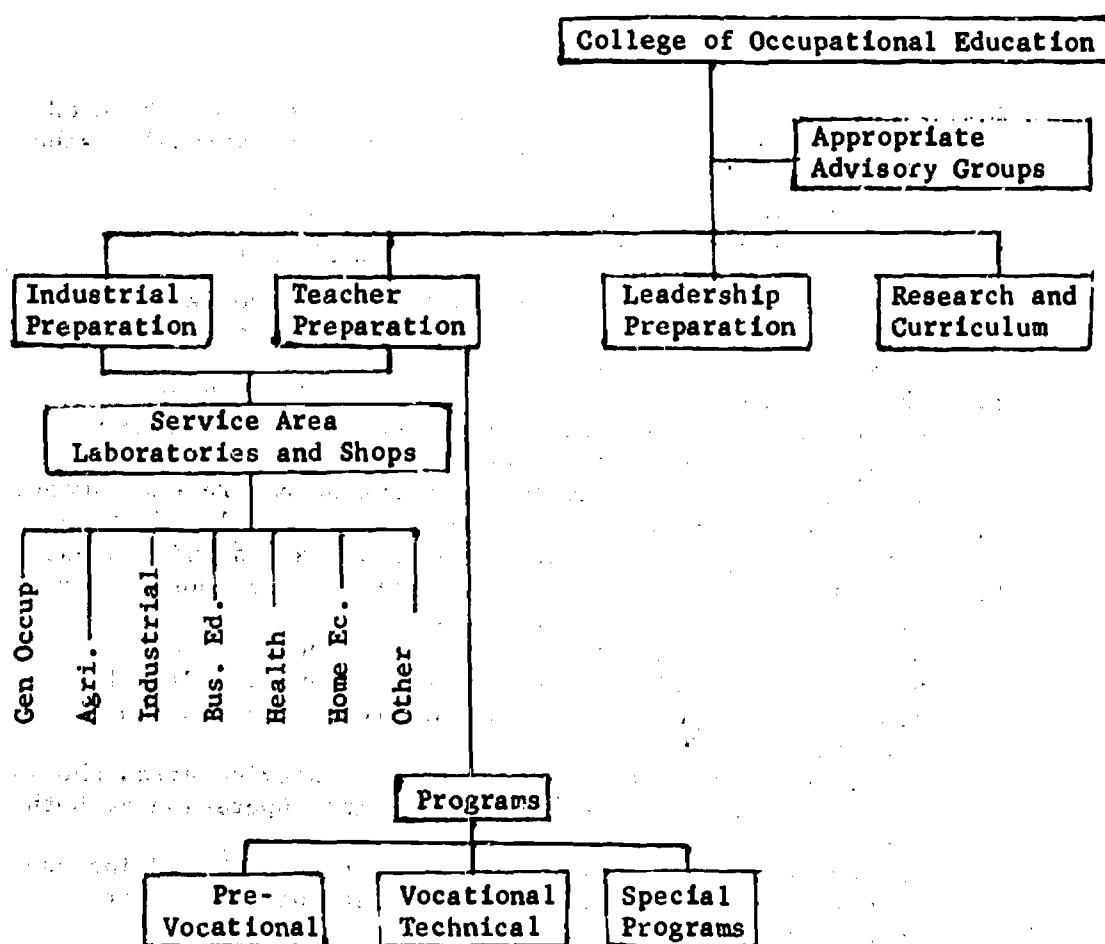 College of Occupational Education
Appropriate
Advisory Groups
Industrial
Preparation
Teacher
Preparation
Leadership
Preparation
Research and
Curriculum
Service Area
Laboratories and Shops
Gen Occup
Agri.
Industrial
Bus. Ed.
Health
Home Ec.
Other
Programs
Pre-
Vocational
Vocational
Technical
Special
Programs